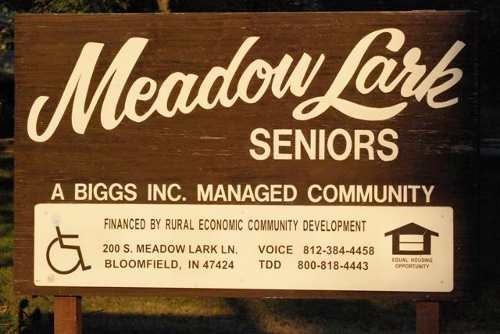 Meadow Lark
SENIORS
A BIGGS INC. MANAGED COMMUNITY
FINANCED BY RURAL ECONOMIC COMMUNITY DEVELOPMENT
200 S. MEADOW LARK LN. VOICE 812-384-4458
BLOOMFIELD, IN 47424 TDD 800-818-4443
EQUAL HOUSING
OPPORTUNITY